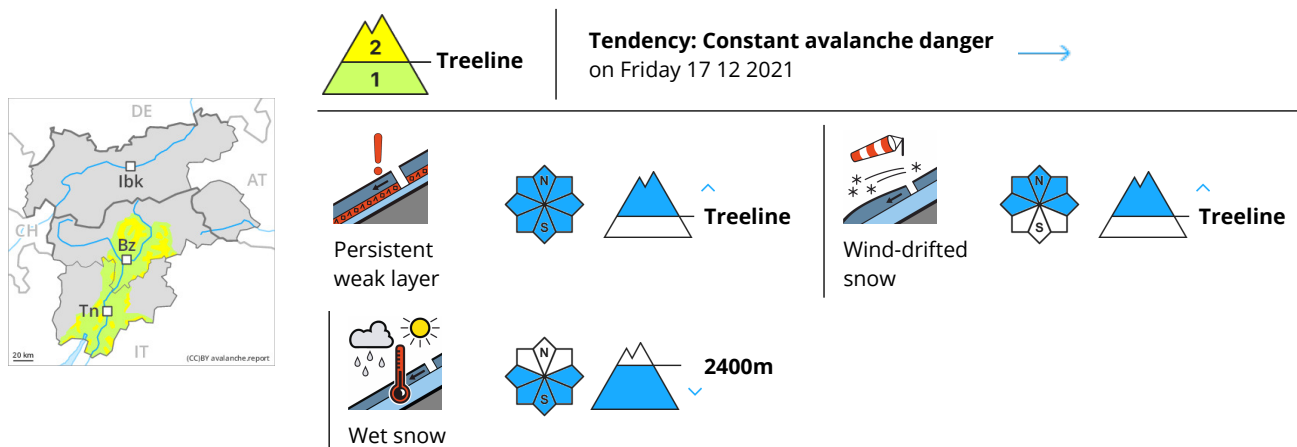 2
1
Treeline
Tendency: Constant avalanche danger
on Friday 17 12 2021
DE
Ibk
AT
CH
Bz
Tn
IT
20 km
(CC)BY avalanche.report
N
S
Treeline
Persistent
weak layer
N
S
Treeline
Wind-drifted
snow
N
S
2400m
Wet snow